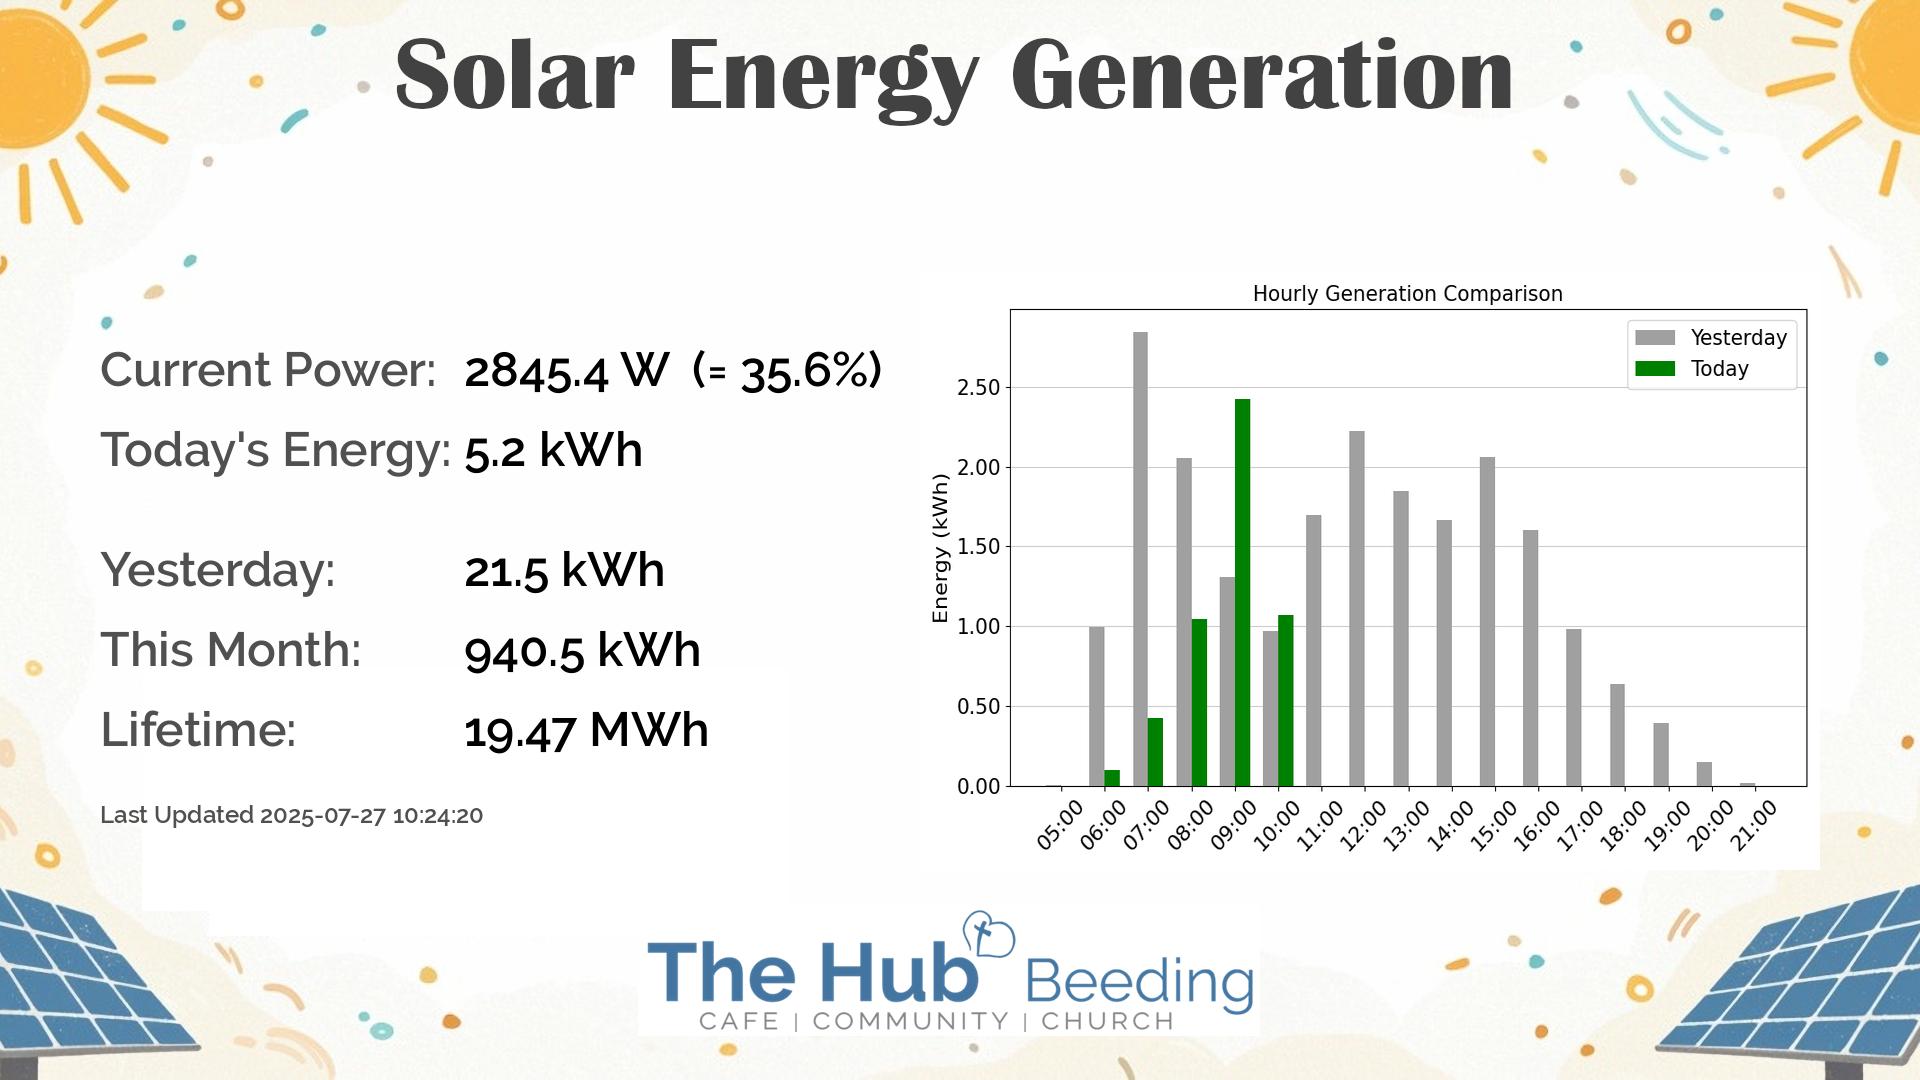 Solar Energy Generation
Current Power: 2845.4 W (= 35.6%)
Today's Energy: 5.2 kWh
Yesterday: 21.5 kWh
This Month: 940.5 kWh
Lifetime: 19.47 MWh
Last Updated 2025-07-27 10:24:20
Hourly Generation Comparison
Yesterday
Today
Energy (kWh)
2.50
2.00
1.50
1.00
0.50
0.00
05:00 06:00 07:00 08:00 09:00 10:00 11:00 12:00 13:00 14:00 15:00 16:00 17:00 18:00 19:00 20:00 21:00
The Hub Beeding
CAFE | COMMUNITY | CHURCH